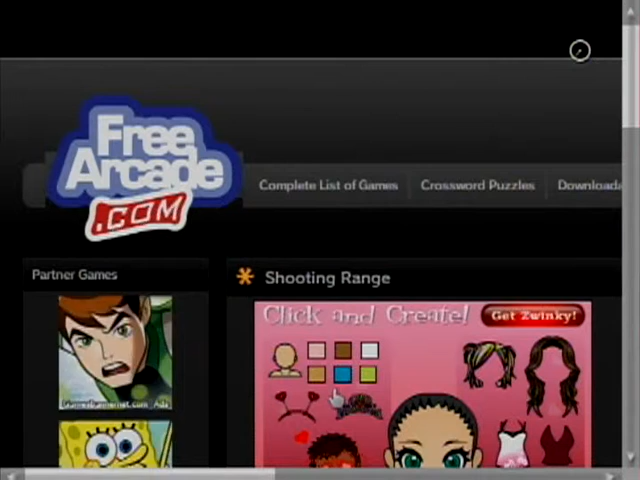 Free
Arcade
.COM
Complete List of Games
Crossword Puzzles
Partner Games
Shooting Range
Click and Create!
Get Zwinky!